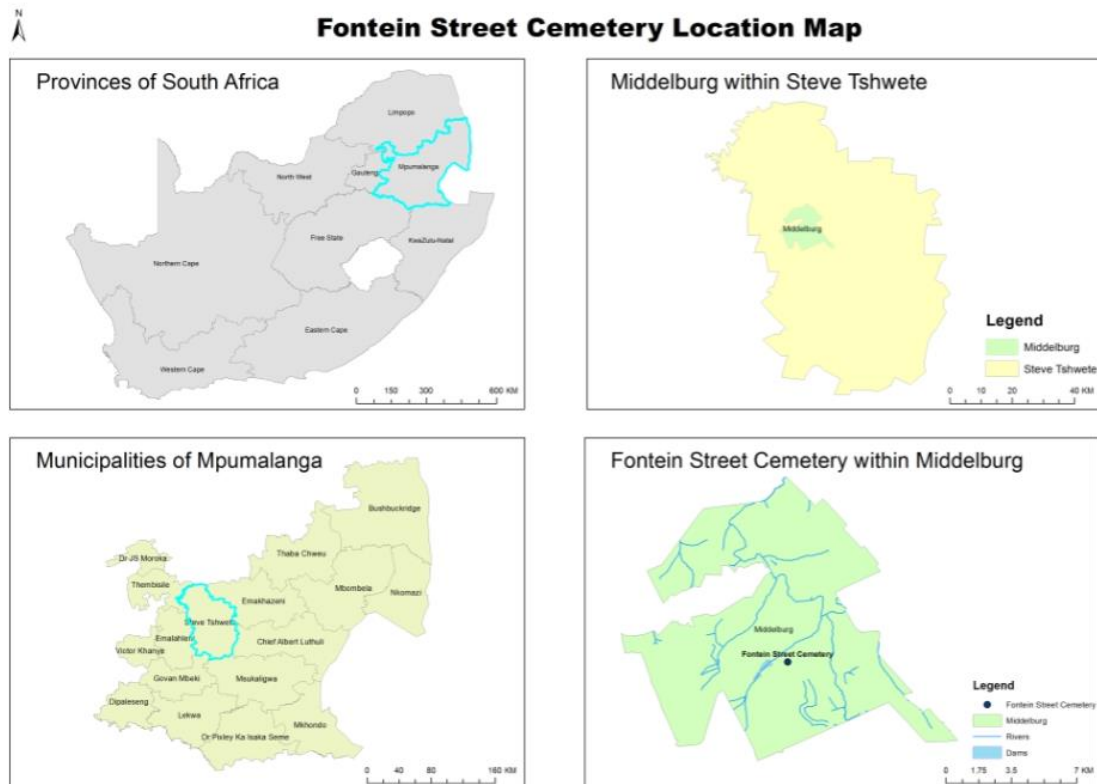 N
Fontein Street Cemetery Location Map
Provinces of South Africa
Limpopo
Mpumalanga
North West
Gauteng
Free State
KwaZulu-Natal
Northern Cape
Eastern Cape
Western Cape
0 150 300 600 KM
Middelburg within Steve Tshwete
Middelburg
Legend
Middelburg
Steve Tshwete
0 10 20 40 KM
Municipalities of Mpumalanga
Bushbuckridge
Dr JS Moroka
Thaba Chweu
Thembisile
Mbombela
Nkomazi
Emakhazeni
Steve Tshwete
Emalahleni
Chief Albert Luthuli
Victor Khanye
Govan Mbeki
Msukaligwa
Dipaleseng
Lekwa
Mkhondo
Dr Pixley Ka Isaka Seme
0 40 80 160 KM
Fontein Street Cemetery within Middelburg
Middelburg
Fontein Street Cemetery
Legend
Fontein Street Cemetery
Middelburg
Rivers
Dams
0 1.75 3.5 7 KM